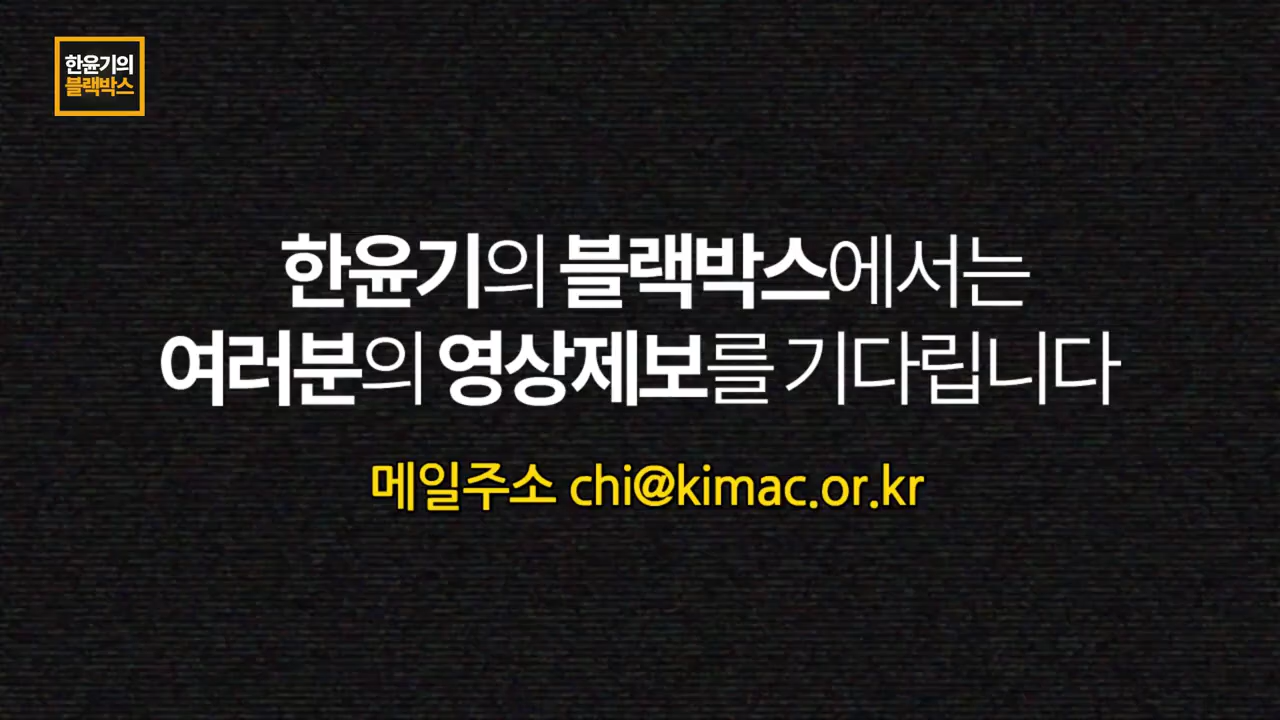 한윤기의
블랙박스
한윤기의 블랙박스에서는
여러분의 영상제보를 기다립니다
메일주소 chi@kimac.or.kr